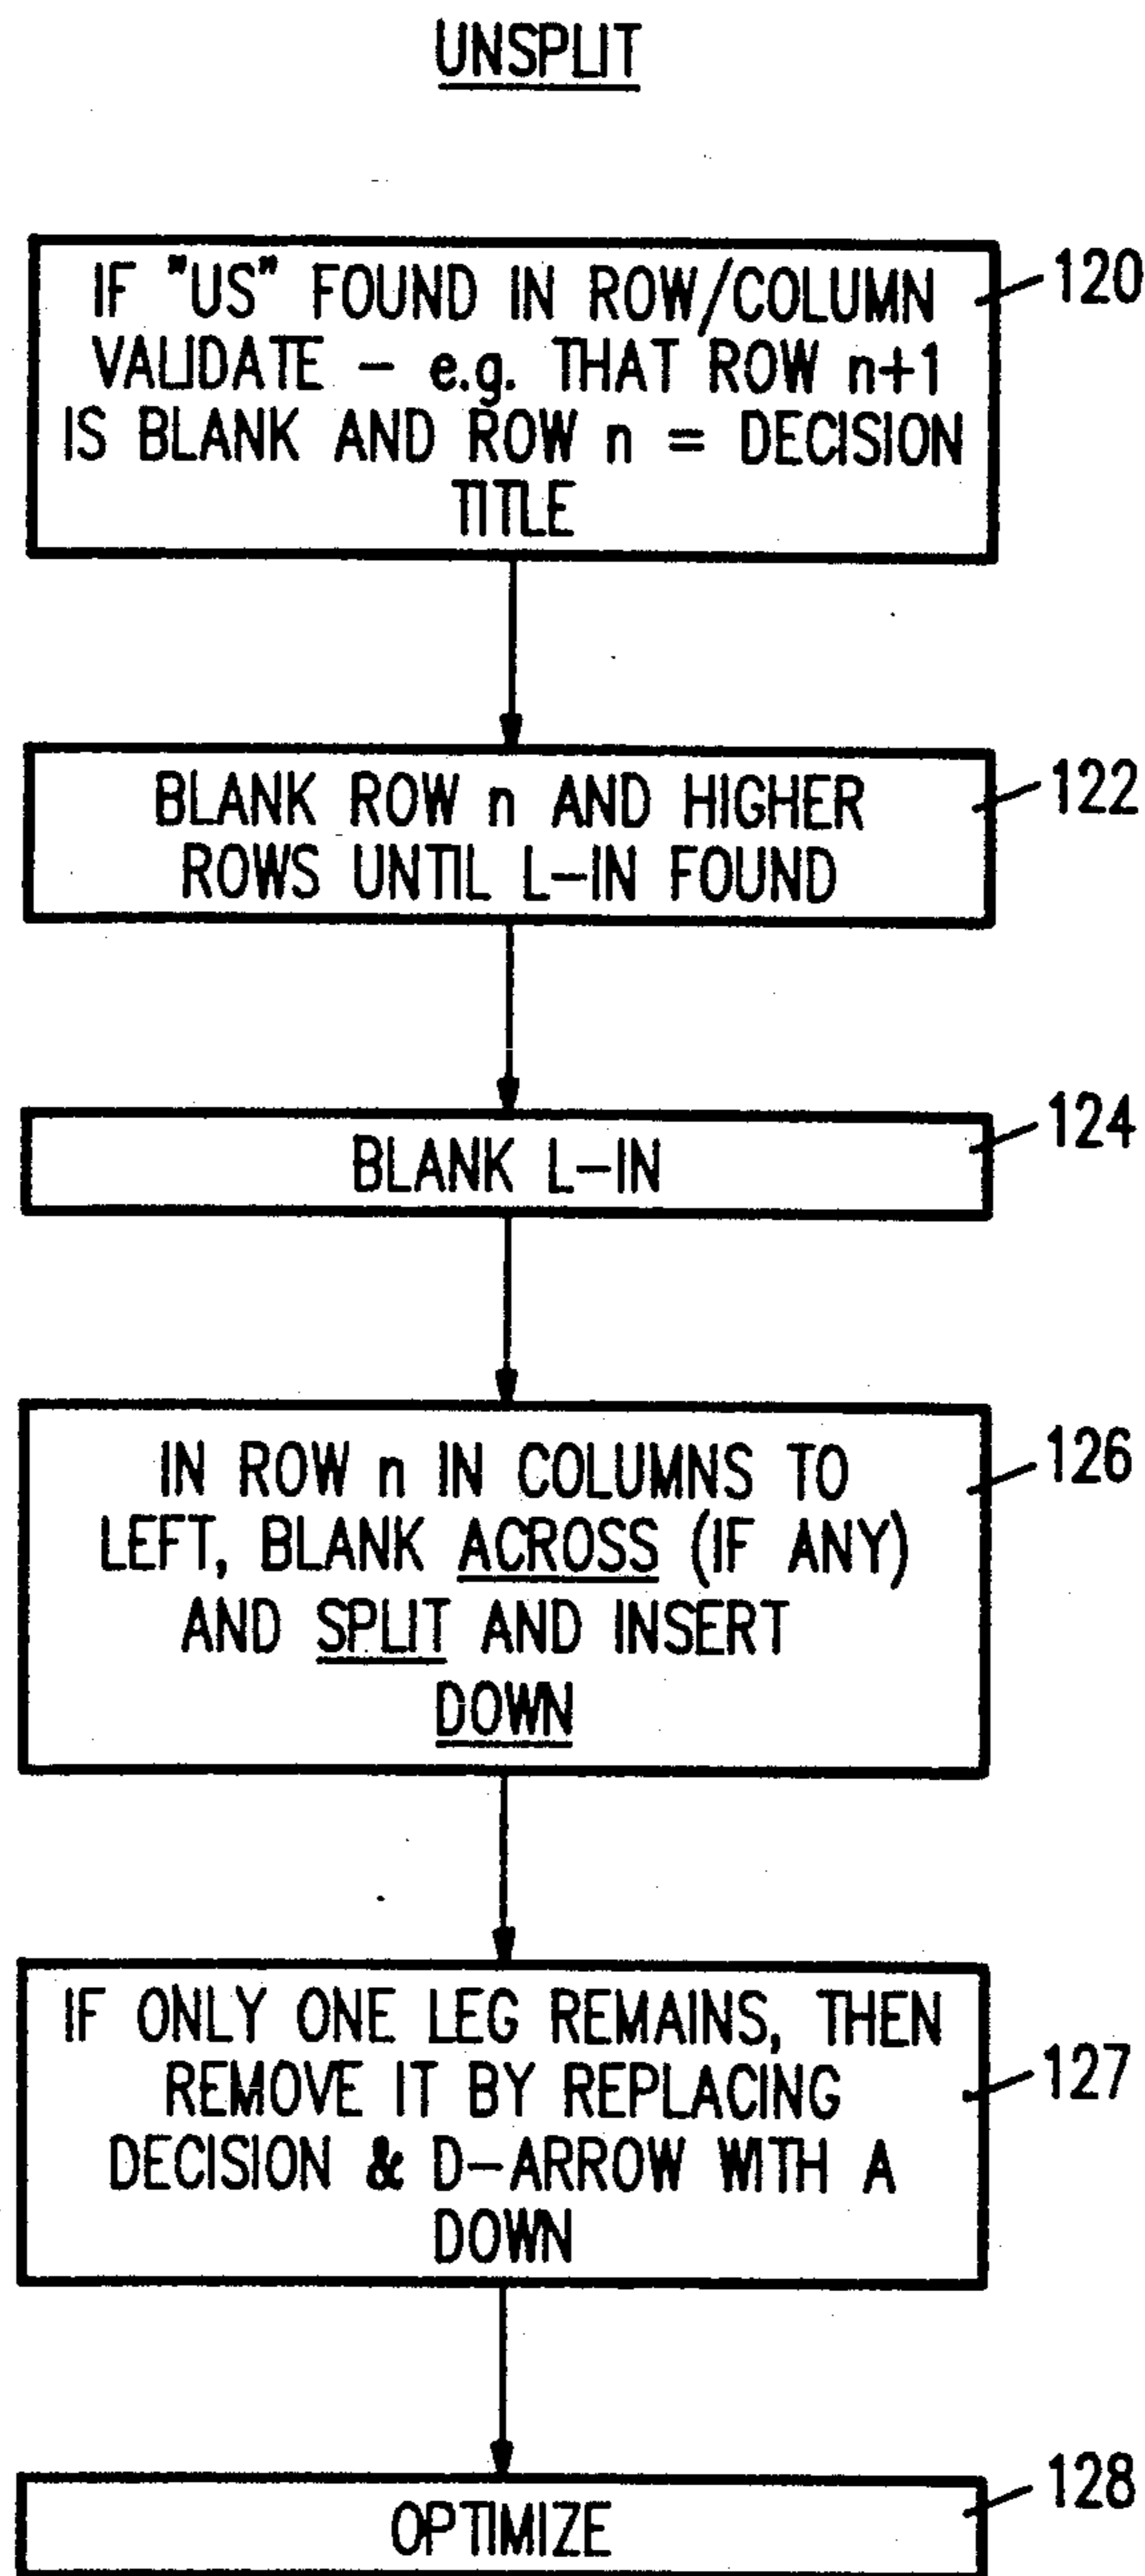 UNSPLIT
IF "US" FOUND IN ROW/COLUMN
VALIDATE - e.g. THAT ROW n+1
IS BLANK AND ROW n = DECISION
TITLE
120
BLANK ROW n AND HIGHER
ROWS UNTIL L-IN FOUND
122
BLANK L-IN
124
IN ROW n IN COLUMNS TO
LEFT, BLANK ACROSS (IF ANY)
AND SPLIT AND INSERT
DOWN
126
IF ONLY ONE LEG REMAINS, THEN
REMOVE IT BY REPLACING
DECISION & D-ARROW WITH A
DOWN
127
OPTIMIZE
128